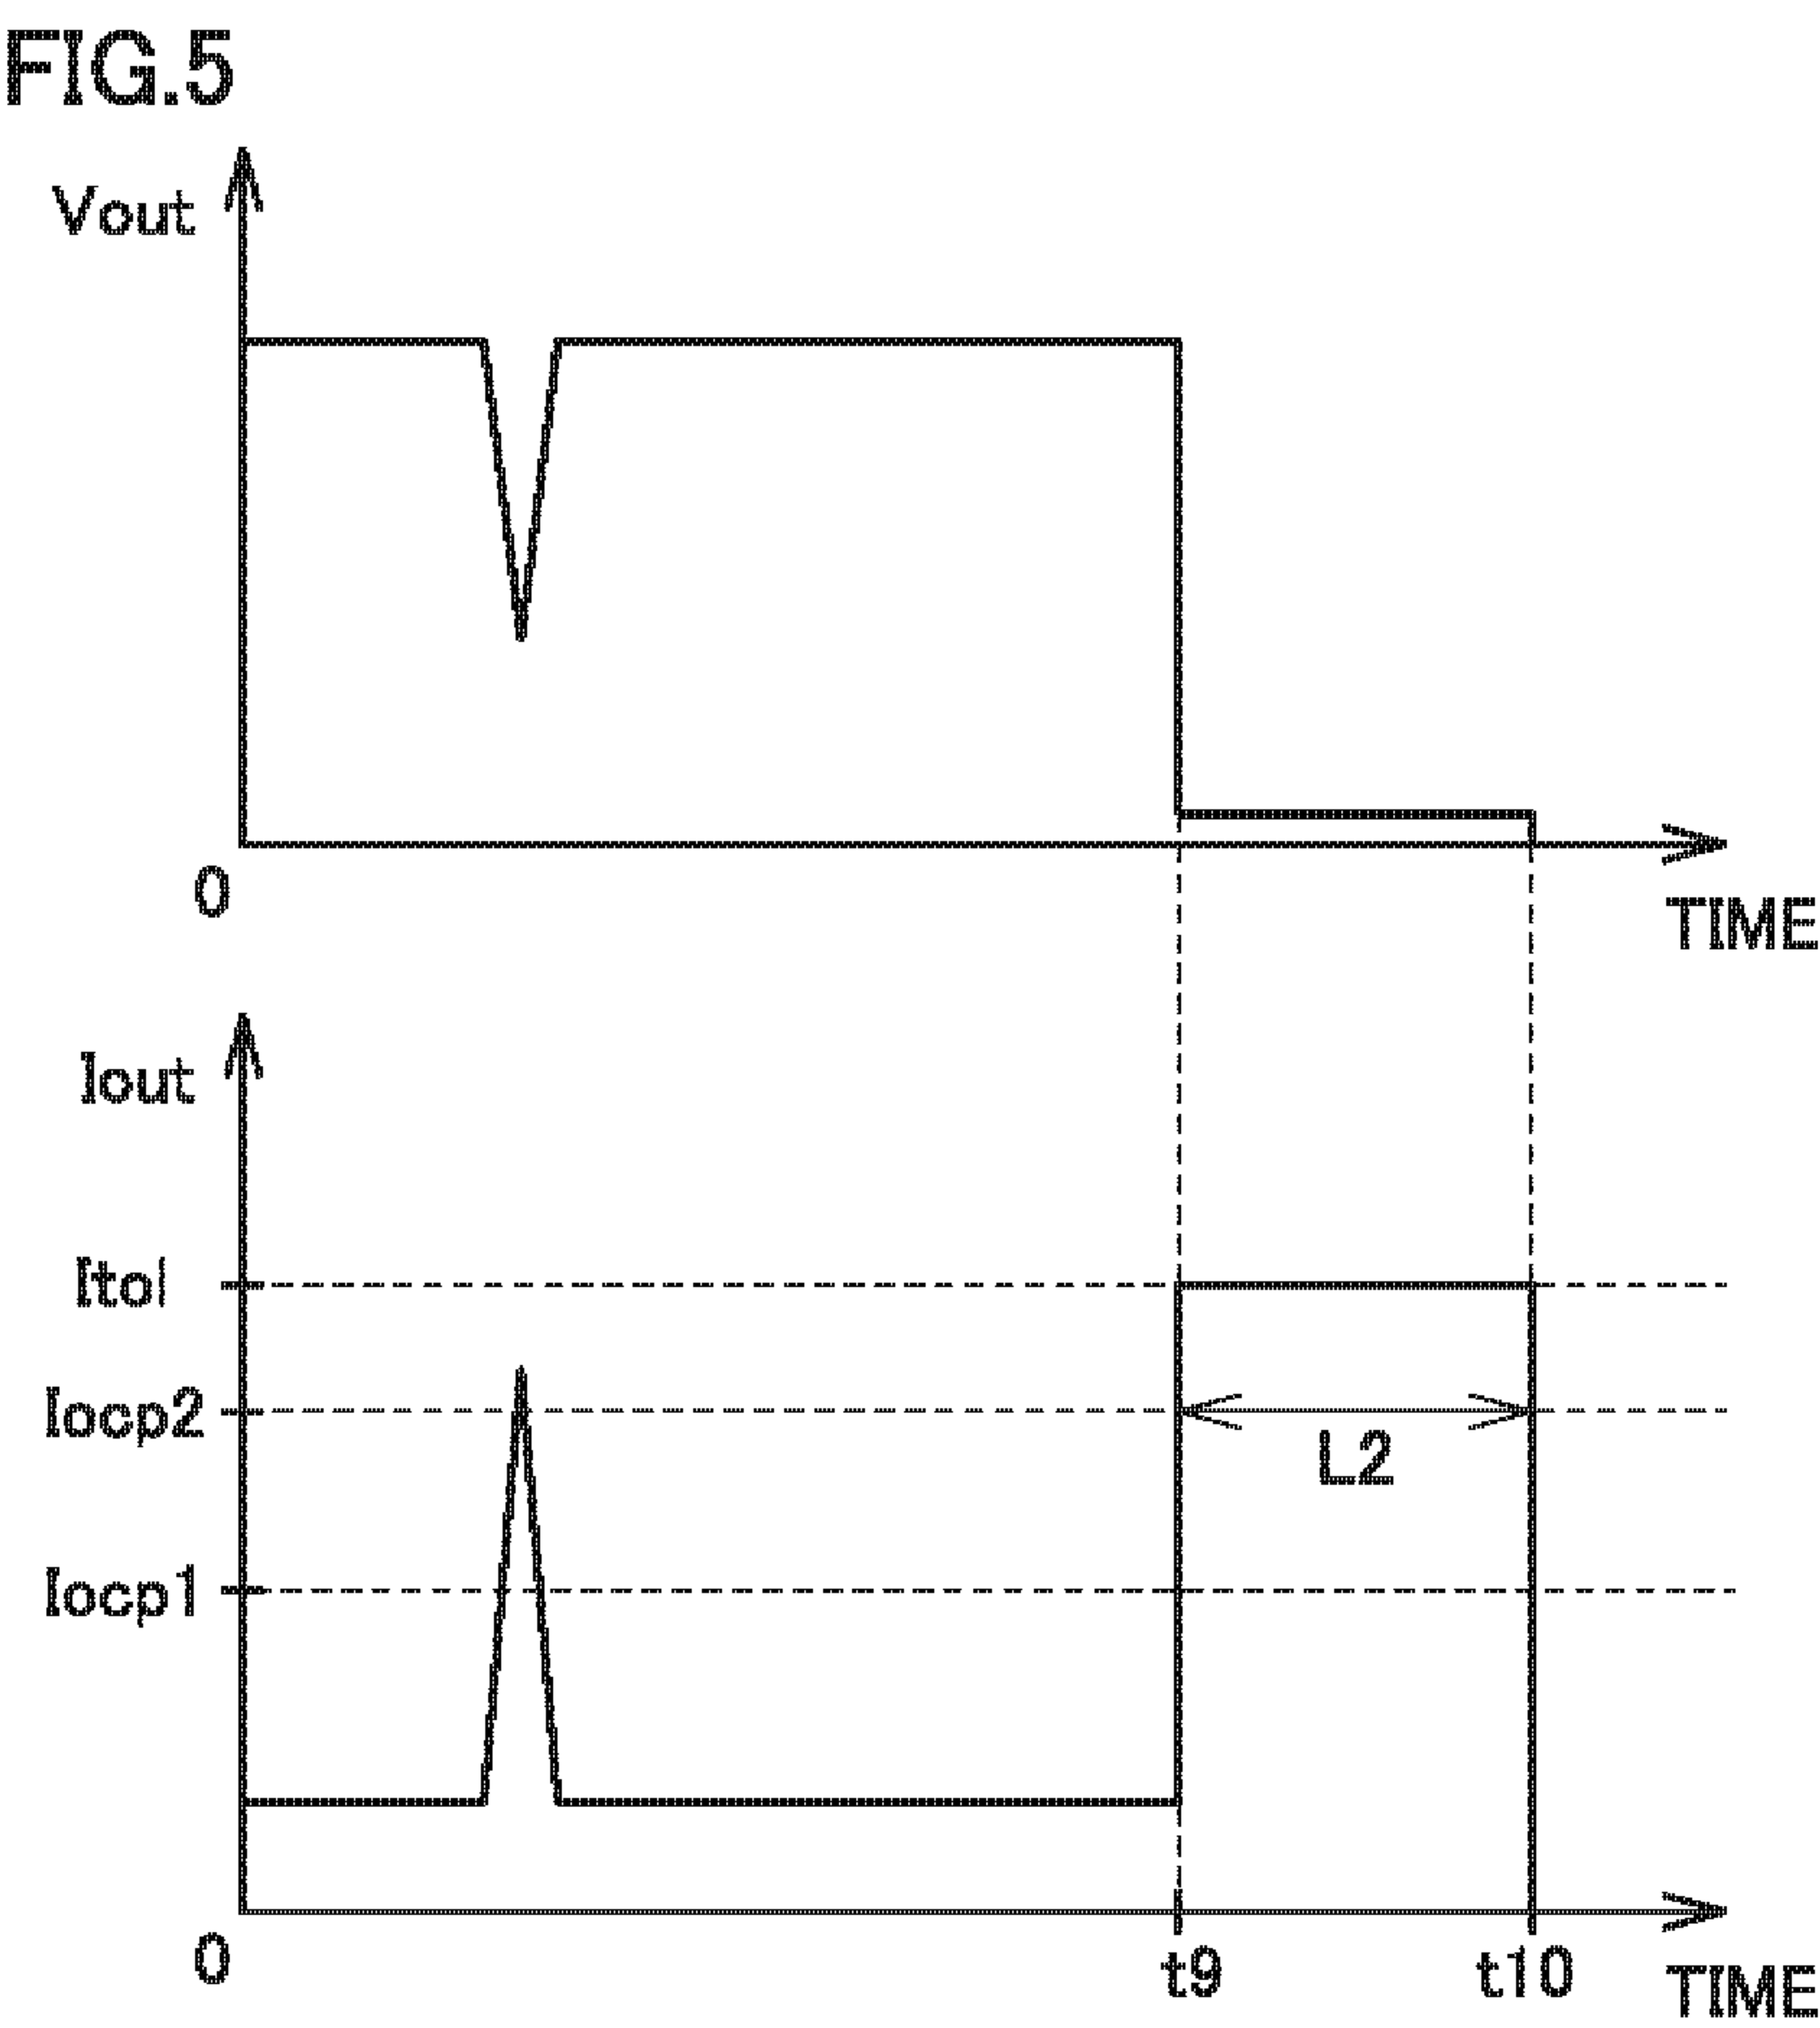 FIG.5
Vout
0
TIME
Iout
Itol
Iocp2
L2
Iocp1
0
t9
t10
TIME